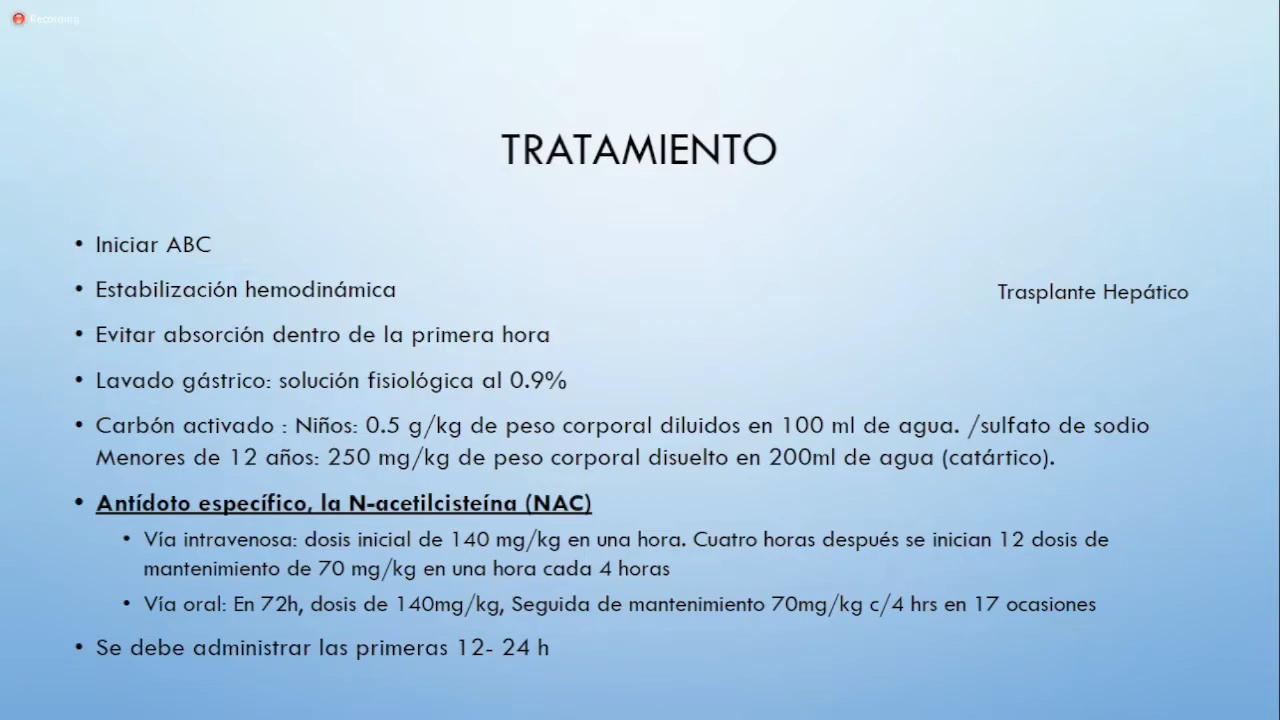 Recording
TRATAMIENTO
• Iniciar ABC
• Estabilización hemodinámica
Trasplante Hepático
• Evitar absorción dentro de la primera hora
• Lavado gástrico: solución fisiológica al 0.9%
• Carbón activado : Niños: 0.5 g/kg de peso corporal diluidos en 100 ml de agua. /sulfato de sodio
Menores de 12 años: 250 mg/kg de peso corporal disuelto en 200ml de agua (catártico).
• Antídoto específico, la N-acetilcisteína (NAC)
• Vía intravenosa: dosis inicial de 140 mg/kg en una hora. Cuatro horas después se inician 12 dosis de
mantenimiento de 70 mg/kg en una hora cada 4 horas
• Vía oral: En 72h, dosis de 140mg/kg, Seguida de mantenimiento 70mg/kg c/4 hrs en 17 ocasiones
• Se debe administrar las primeras 12- 24 h